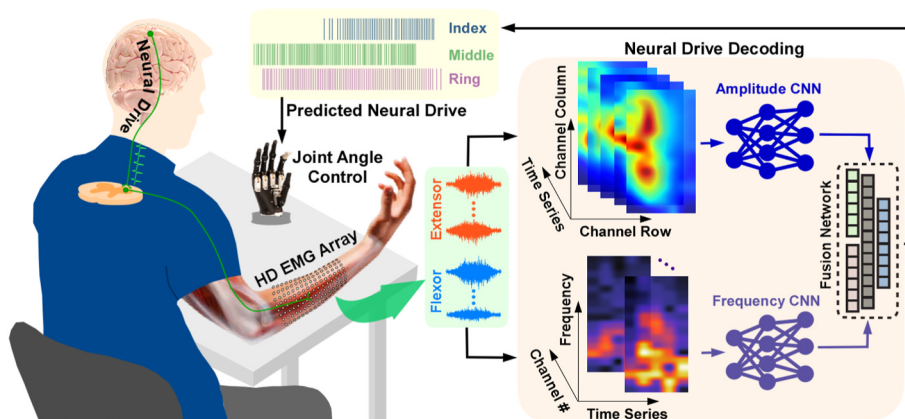 Index
Middle
Ring
Predicted Neural Drive
Neural Drive
Joint Angle
Control
HD EMG Array
Extensor
Flexor
Neural Drive Decoding
Channel Column
Time Series
Channel Row
Amplitude CNN
Frequency
Channel #
Time Series
Frequency CNN
Fusion Network